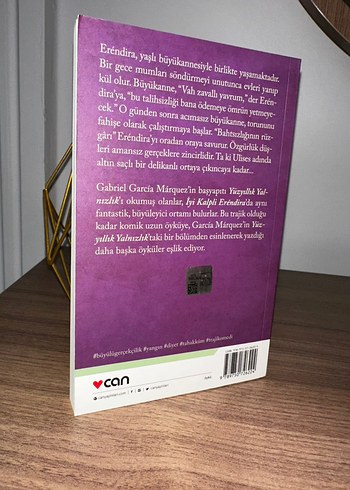 Eréndira, yaşlı büyükannesiyle birlikte yaşamaktadır.
Bir gece mumları söndürmeyi unutunca evleri yanıp
kül olur. Büyükanne, “Vah zavallı yavrum,” der Erén-
dira’ya, “bu talihsizliği bana ödemeye ömrün yetmeye-
cek.” O günden sonra acımasız büyükanne, torununu
fahişe olarak çalıştırmaya başlar. “Bahtsızlığının rüz-
gârı” Eréndira’yı oradan oraya savurur. Özgürlük düş-
leri amansız gerçeklere zincirlidir. Ta ki Ulises adında
altın saçlı bir delikanlı ortaya çıkıncaya kadar...
Gabriel García Márquez’in başyapıtı Yüzyıllık Yal-
nızlık’ı okumuş olanlar, İyi Kalpli Eréndira’da aynı
fantastik, büyüleyici ortamı bulurlar. Bu trajik olduğu
kadar komik uzun öyküye, García Márquez’in Yüz-
yıllık Yalnızlık’taki bir bölümden esinlenerek yazdığı
daha başka öyküler eşlik ediyor.
#büyülügerçekçilik #yangın #diyet #tahakküm #trajikomedi
can